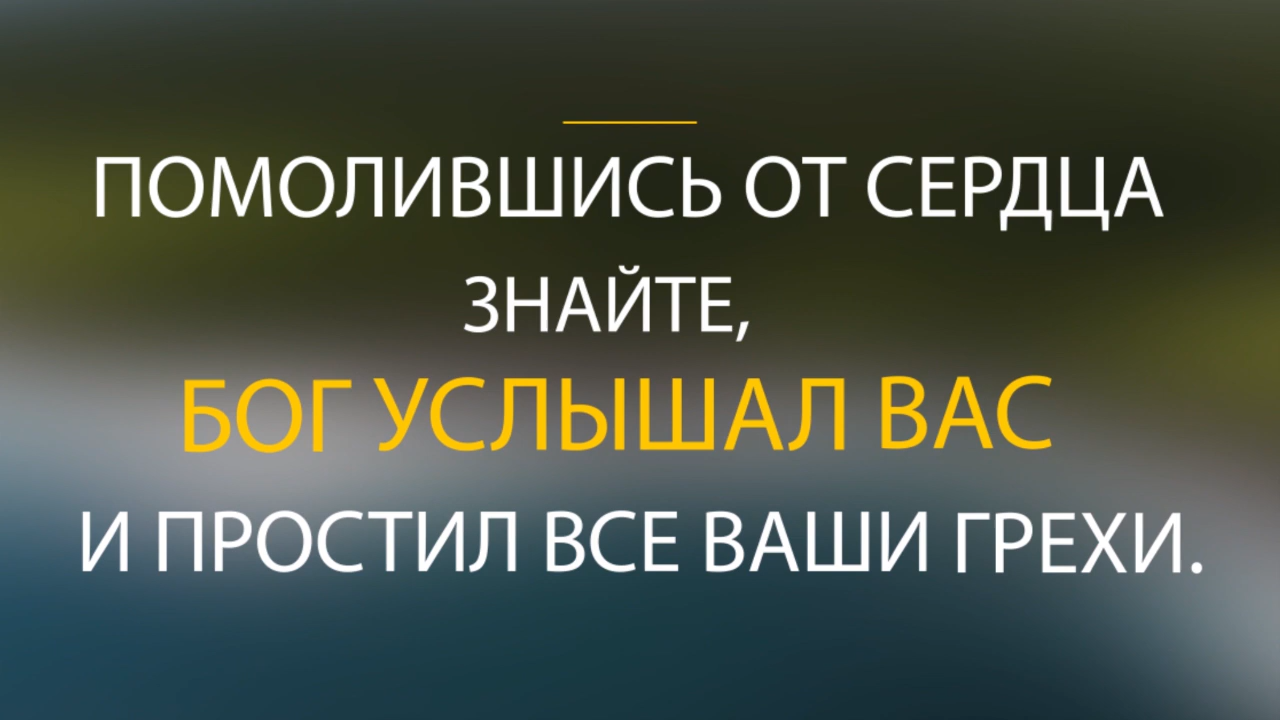 ПОМОЛИВШИСЬ ОТ СЕРДЦА
ЗНАЙТЕ,
БОГ УСЛЫШАЛ ВАС
И ПРОСТИЛ ВСЕ ВАШИ ГРЕХИ.